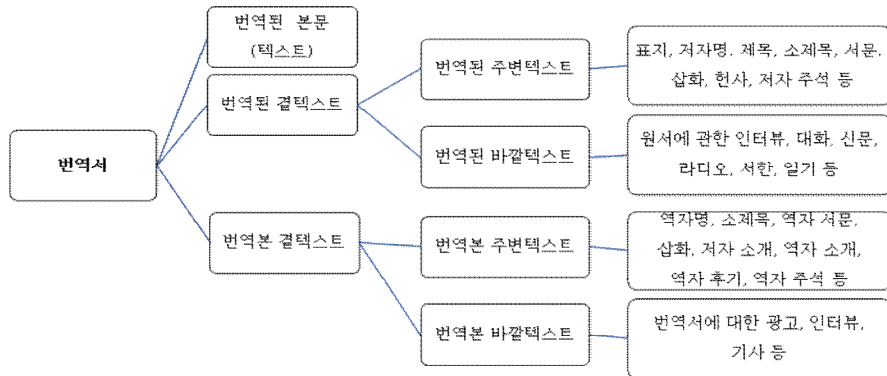 번역서
번역된 본문
(텍스트)
번역된 곁텍스트
번역본 곁텍스트
번역된 주변텍스트
번역된 바깥텍스트
번역본 주변텍스트
번역본 바깥텍스트
표지, 저자명, 제목, 소제목, 서문,
삽화, 헌사, 저자 주석 등
원서에 관한 인터뷰, 대화, 신문,
라디오, 서한, 일기 등
역자명, 소제목, 역자 서문,
삽화, 저자 소개, 역자 소개,
역자 후기, 역자 주석 등
번역서에 대한 광고, 인터뷰,
기사 등